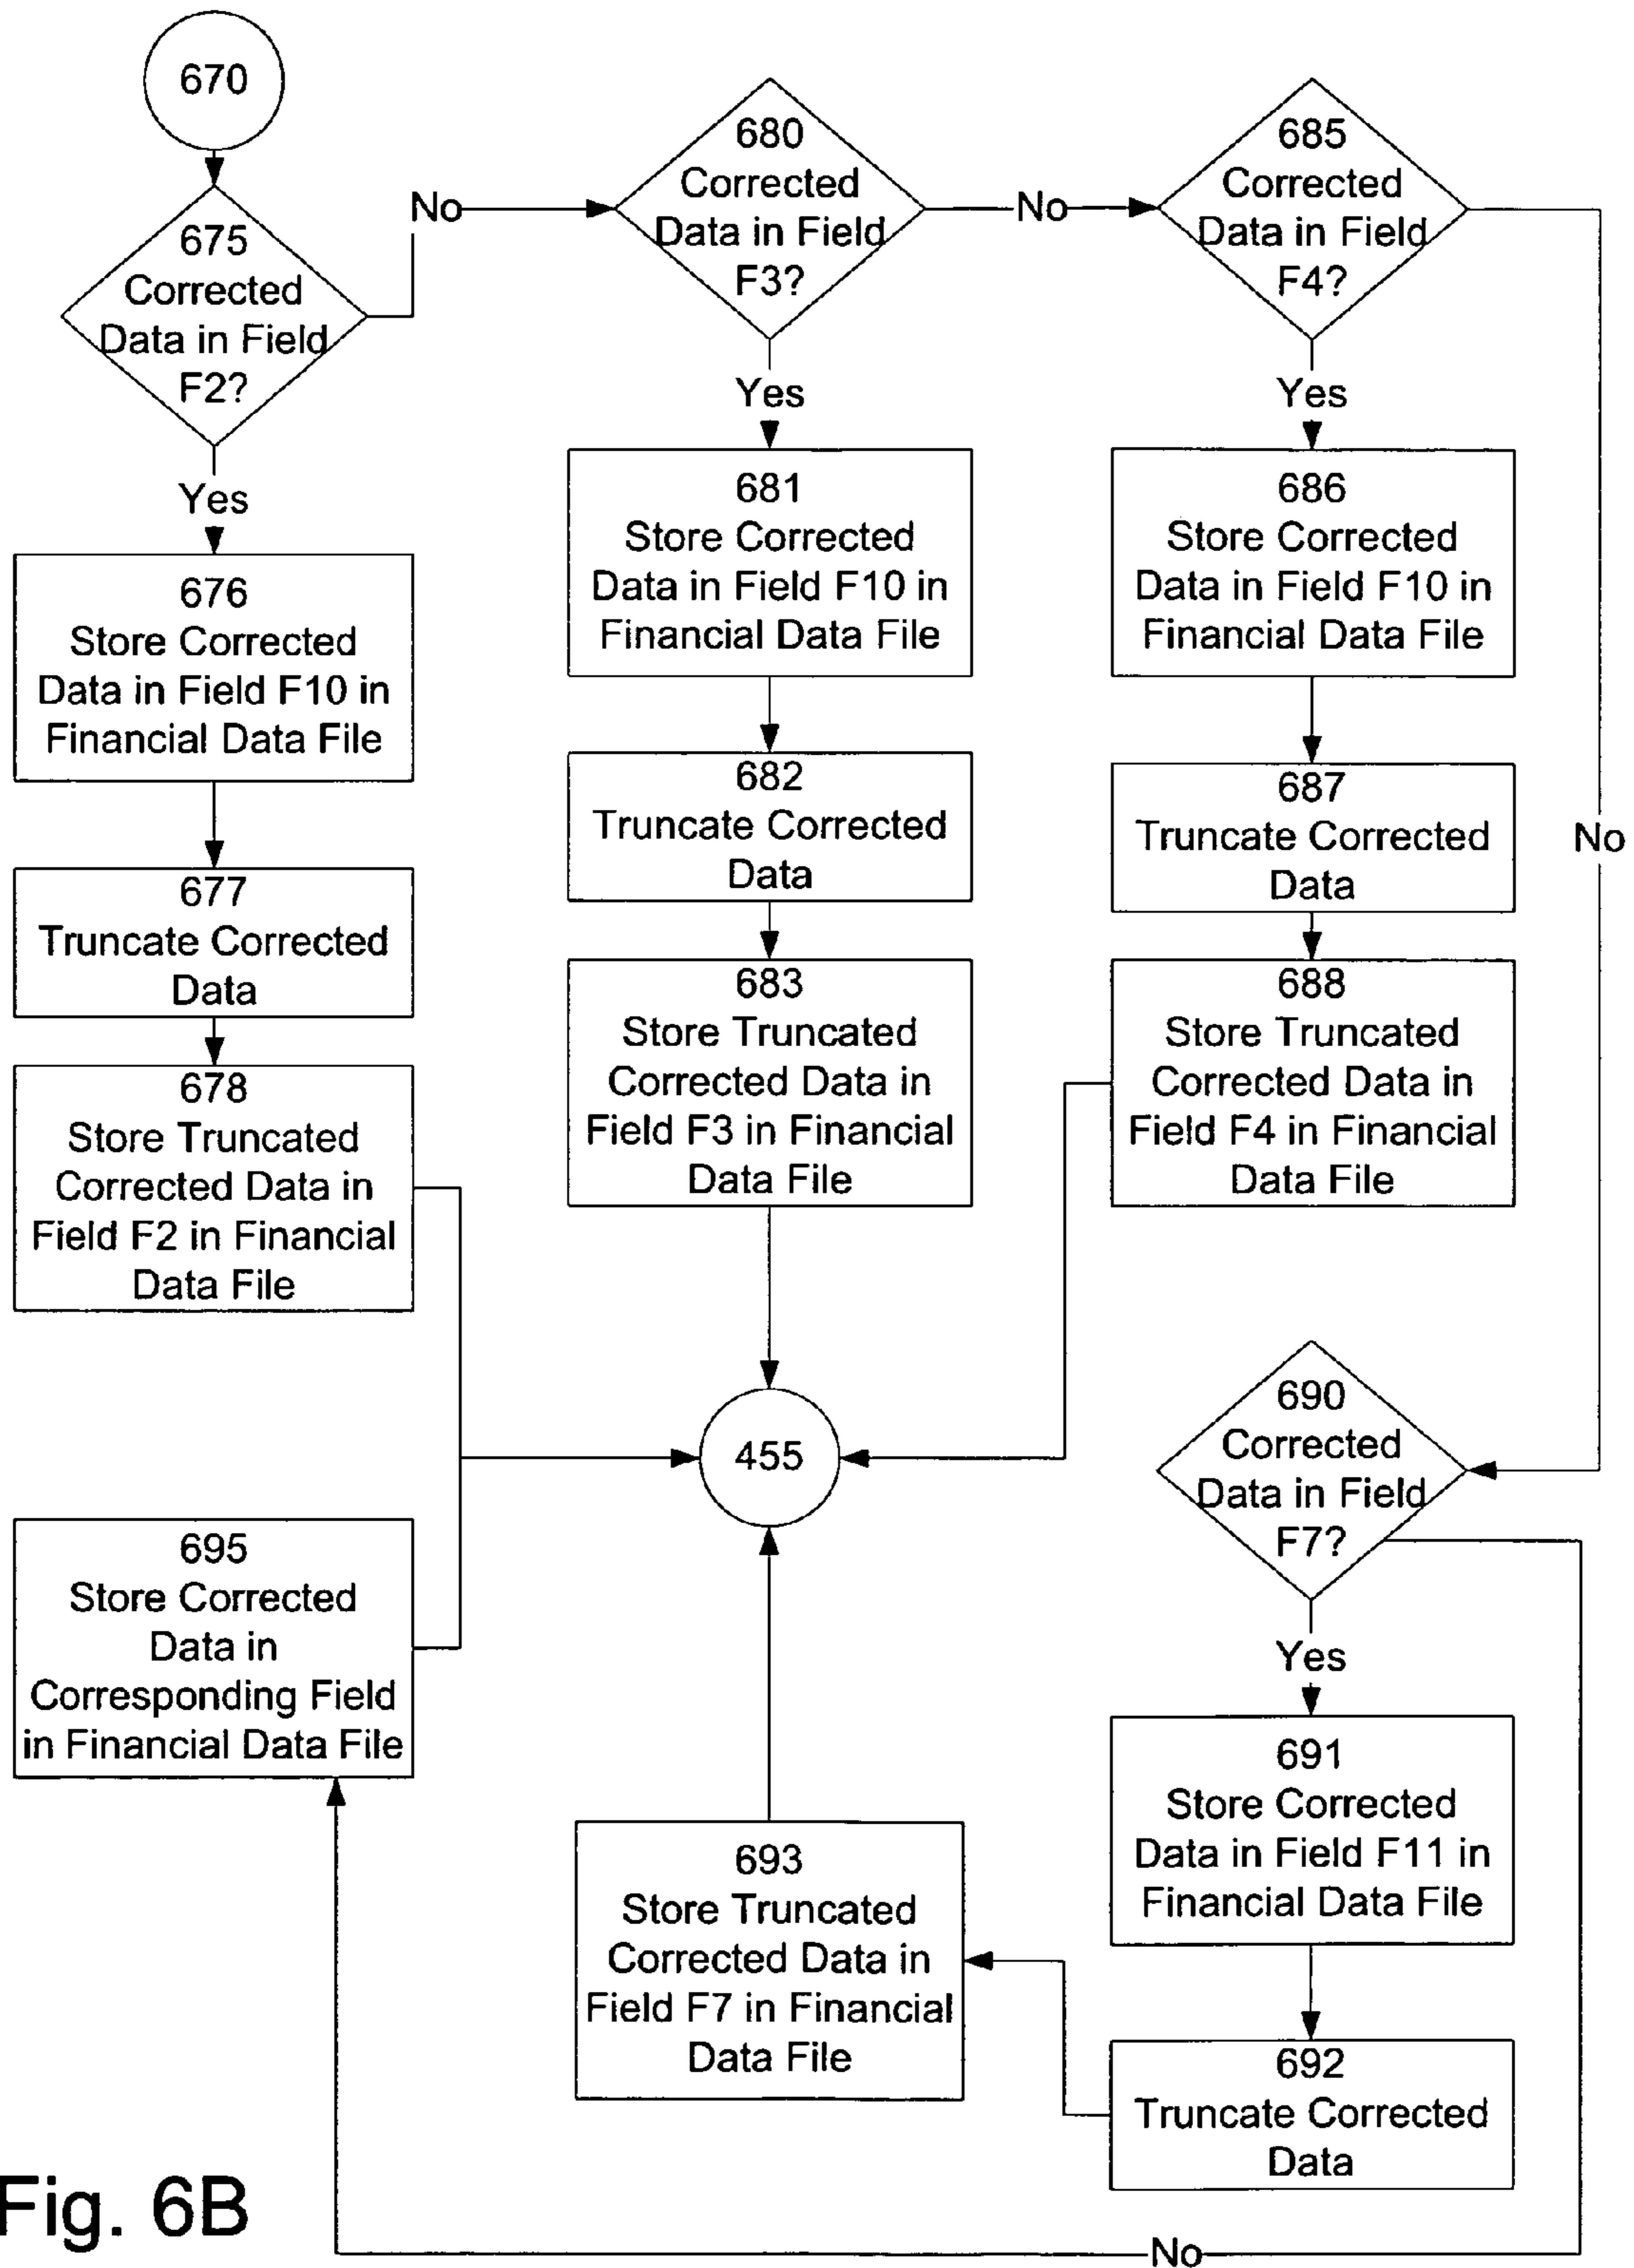 670
675
Corrected
Data in Field
F2?
No
680
Corrected
Data in Field
F3?
No
685
Corrected
Data in Field
F4?
No
Yes
676
Store Corrected
Data in Field F10 in
Financial Data File
677
Truncate Corrected
Data
678
Store Truncated
Corrected Data in
Field F2 in Financial
Data File
Yes
681
Store Corrected
Data in Field F10 in
Financial Data File
682
Truncate Corrected
Data
683
Store Truncated
Corrected Data in
Field F3 in Financial
Data File
Yes
686
Store Corrected
Data in Field F10 in
Financial Data File
687
Truncate Corrected
Data
688
Store Truncated
Corrected Data in
Field F4 in Financial
Data File
455
690
Corrected
Data in Field
F7?
Yes
691
Store Corrected
Data in Field F11 in
Financial Data File
692
Truncate Corrected
Data
693
Store Truncated
Corrected Data in
Field F7 in Financial
Data File
695
Store Corrected
Data in
Corresponding Field
in Financial Data File
No
Fig. 6B